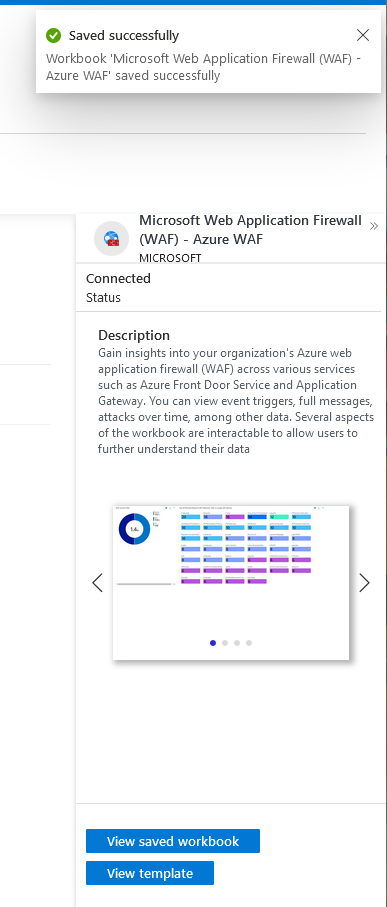 Saved successfully
Workbook 'Microsoft Web Application Firewall (WAF) -
Azure WAF' saved successfully
Microsoft Web Application Firewall
(WAF) - Azure WAF
MICROSOFT
Connected
Status
Description
Gain insights into your organization's Azure web
application firewall (WAF) across various services
such as Azure Front Door Service and Application
Gateway. You can view event triggers, full messages,
attacks over time, among other data. Several aspects
of the workbook are interactable to allow users to
further understand their data
View saved workbook
View template